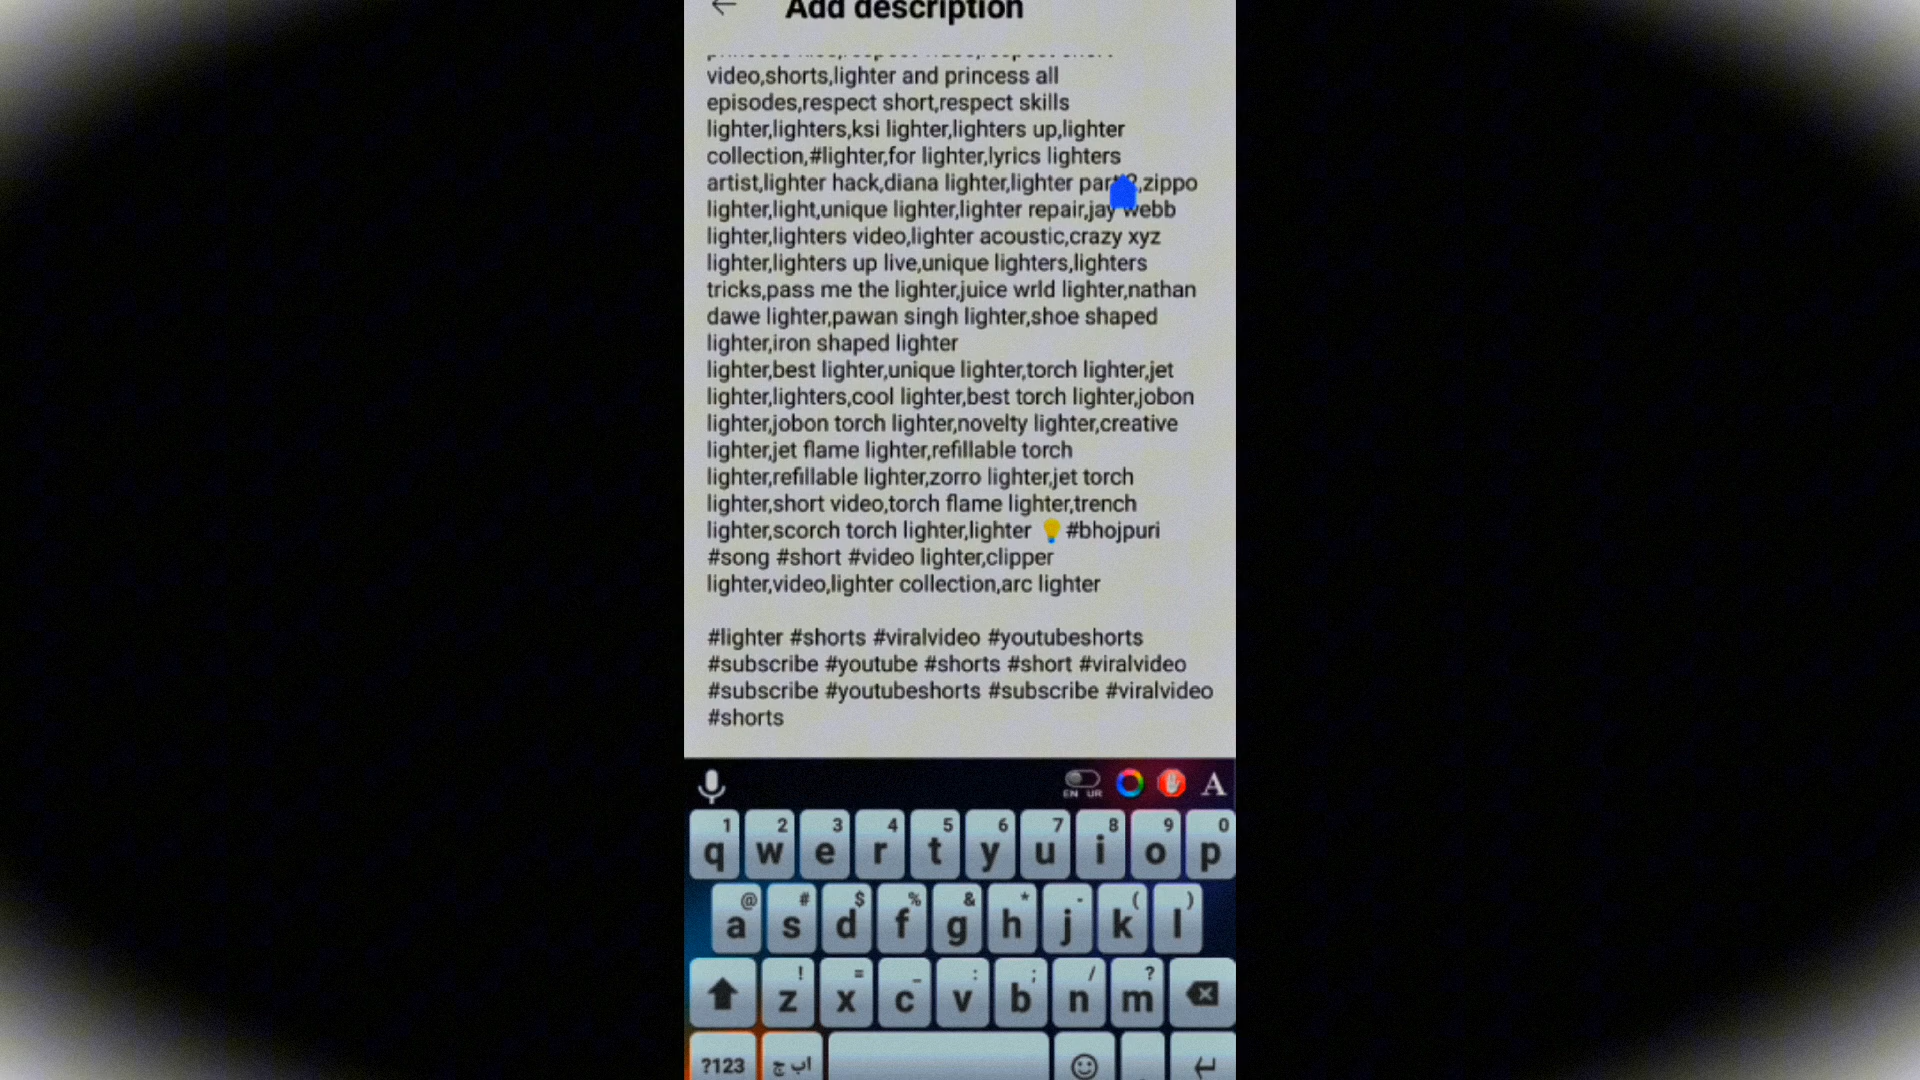 Add description
video,shorts,lighter and princess all
episodes,respect short,respect skills
lighter,lighters,ksi lighter,lighters up,lighter
collection,#lighter,for lighter,lyrics lighters
artist,lighter hack,diana lighter,lighter part ,zippo
lighter,light,unique lighter,lighter repair,jay webb
lighter,lighters video,lighter acoustic,crazy xyz
lighter,lighters up live,unique lighters,lighters
tricks,pass me the lighter,juice wrld lighter,nathan
dawe lighter,pawan singh lighter,shoe shaped
lighter,iron shaped lighter
lighter,best lighter,unique lighter,torch lighter,jet
lighter,lighters,cool lighter,best torch lighter,jobon
lighter,jobon torch lighter,novelty lighter,creative
lighter,jet flame lighter,refillable torch
lighter,refillable lighter,zorro lighter,jet torch
lighter,short video,torch flame lighter,trench
lighter,scorch torch lighter,lighter 💡#bhojpuri
#song #short #video lighter,clipper
lighter,video,lighter collection,arc lighter
#lighter #shorts #viralvideo #youtubeshorts
#subscribe #youtube #shorts #short #viralvideo
#subscribe #youtubeshorts #subscribe #viralvideo
#shorts
EN UR A
1 2 3 4 5 6 7 8 9 0
q w e r t y u i o p
@ # $ % & * - ( )
a s d f g h j k l
! = _ : ; / ?
z x c v b n m
?123 اب ج